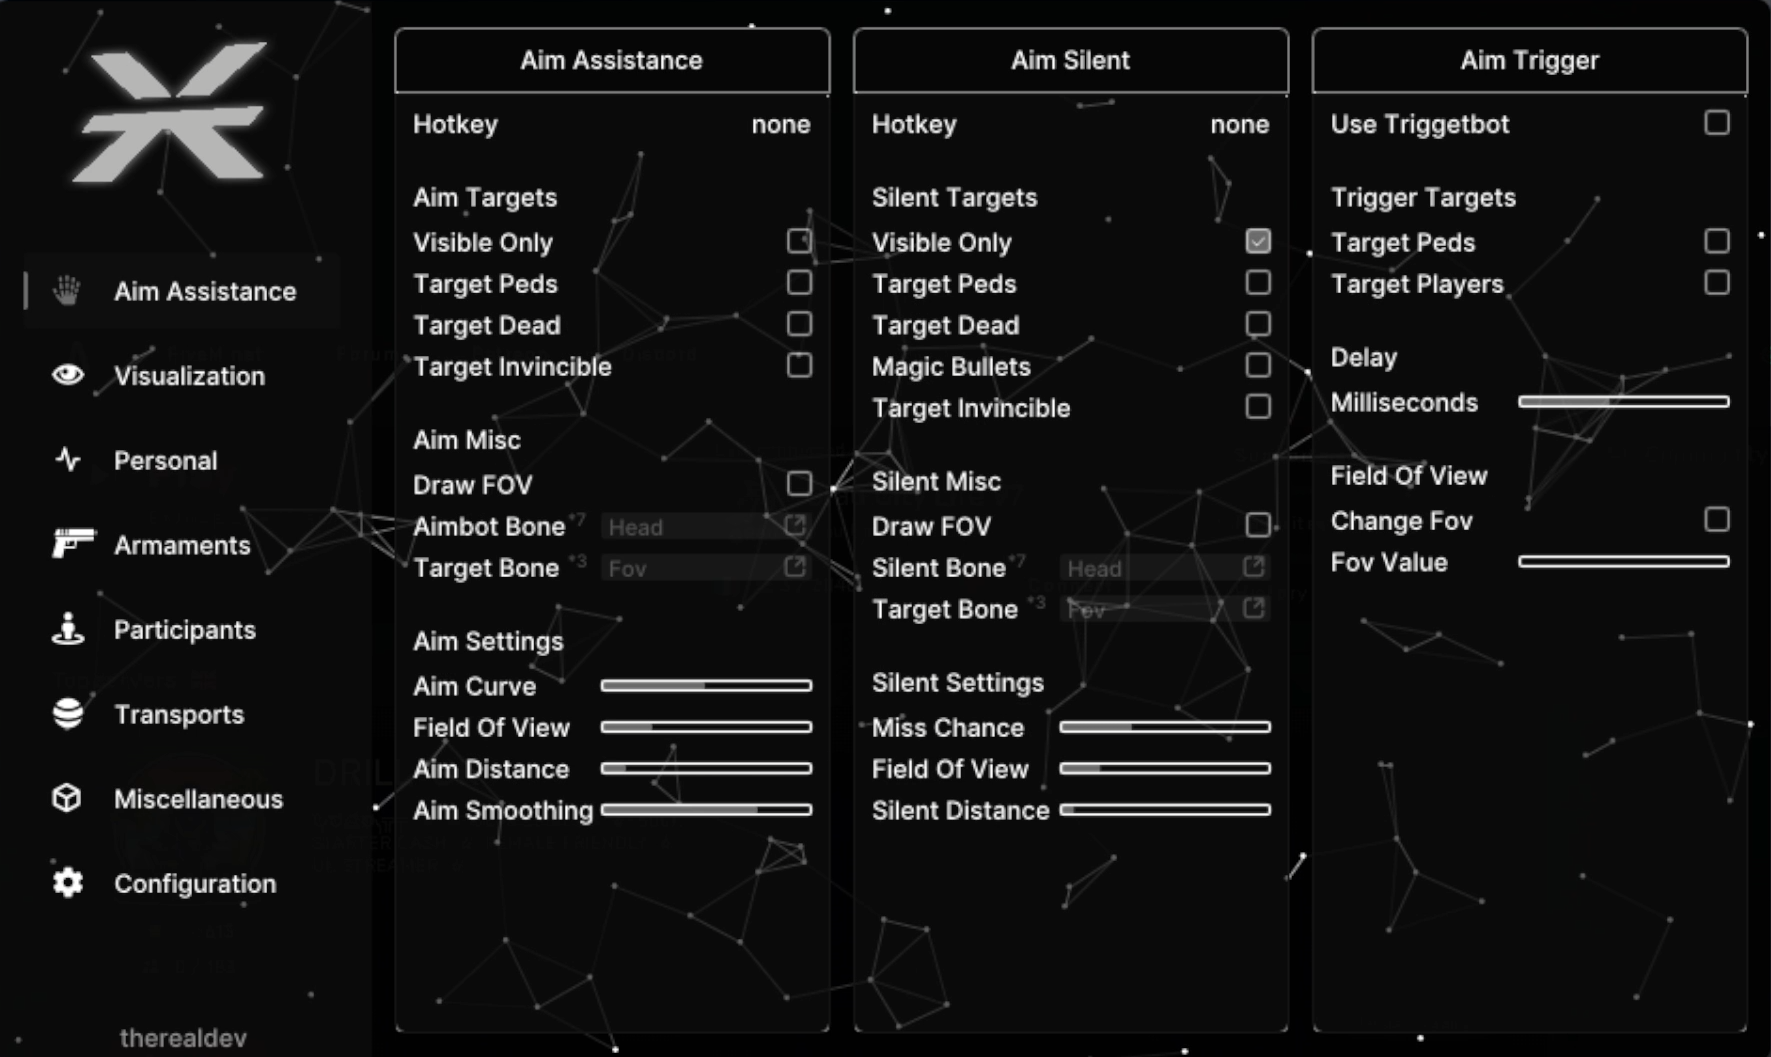 Aim Assistance
Visualization
Personal
Armaments
Participants
Transports
Miscellaneous
Configuration
therealdev
Aim Assistance
Hotkey none
Aim Targets
Visible Only
Target Peds
Target Dead
Target Invincible
Aim Misc
Draw FOV
Aimbot Bone *7 Head
Target Bone *3 Fov
Aim Settings
Aim Curve
Field Of View
Aim Distance
Aim Smoothing
Aim Silent
Hotkey none
Silent Targets
Visible Only
Target Peds
Target Dead
Magic Bullets
Target Invincible
Silent Misc
Draw FOV
Silent Bone *7 Head
Target Bone *3 Fov
Silent Settings
Miss Chance
Field Of View
Silent Distance
Aim Trigger
Use Triggetbot
Trigger Targets
Target Peds
Target Players
Delay
Milliseconds
Field Of View
Change Fov
Fov Value